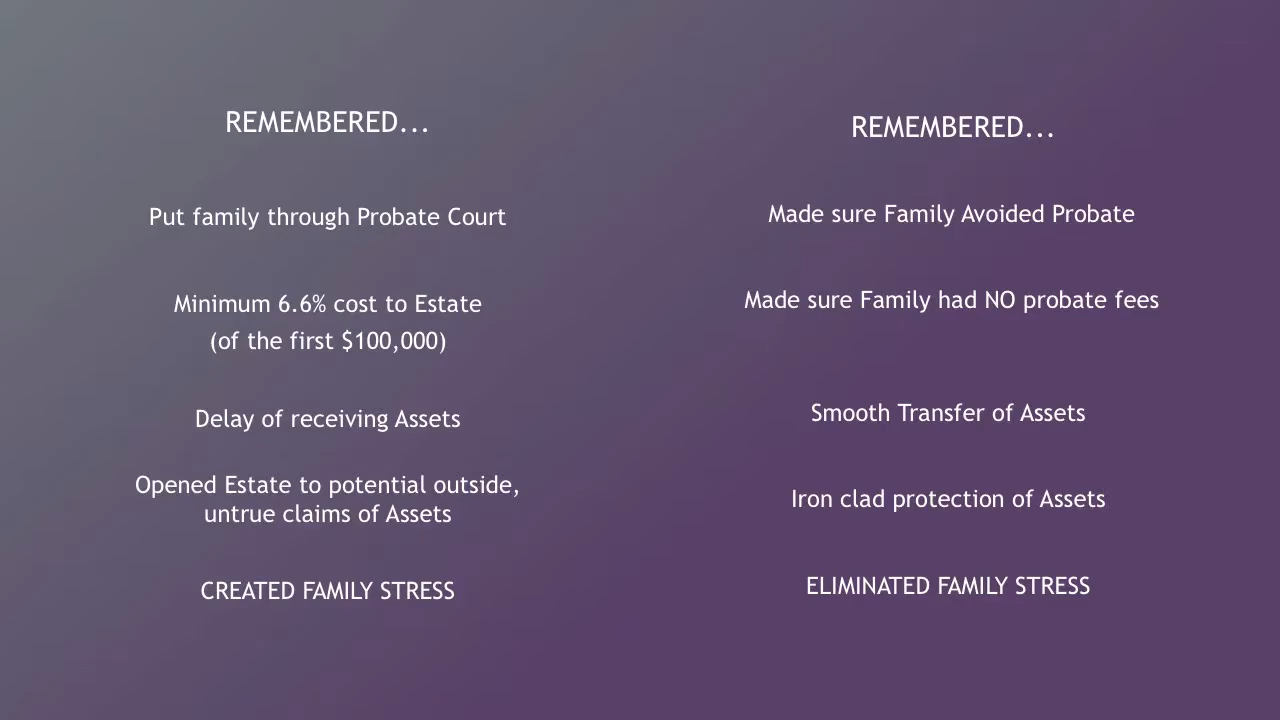 REMEMBERED...
Put family through Probate Court
Minimum 6.6% cost to Estate
(of the first $100,000)
Delay of receiving Assets
Opened Estate to potential outside,
untrue claims of Assets
CREATED FAMILY STRESS
REMEMBERED...
Made sure Family Avoided Probate
Made sure Family had NO probate fees
Smooth Transfer of Assets
Iron clad protection of Assets
ELIMINATED FAMILY STRESS